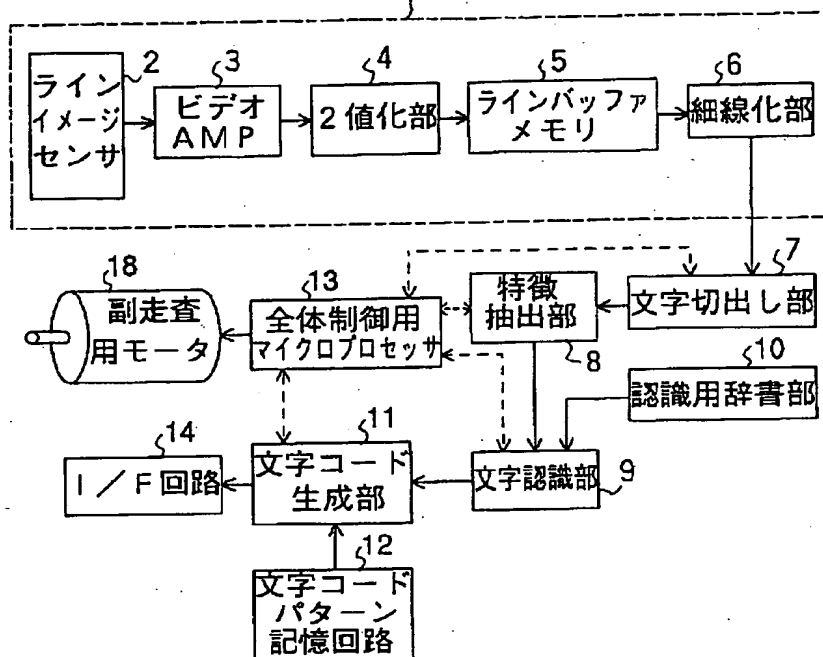 2
ライン
イメージ
センサ
3
ビデオ
AMP
4
2値化部
5
ラインバッファ
メモリ
6
細線化部
18
副走査
用モータ
13
全体制御用
マイクロプロセッサ
特徴
抽出部
8
7
文字切出し部
10
認識用辞書部
14
I/F回路
11
文字コード
生成部
文字認識部
9
12
文字コード
パターン
記憶回路